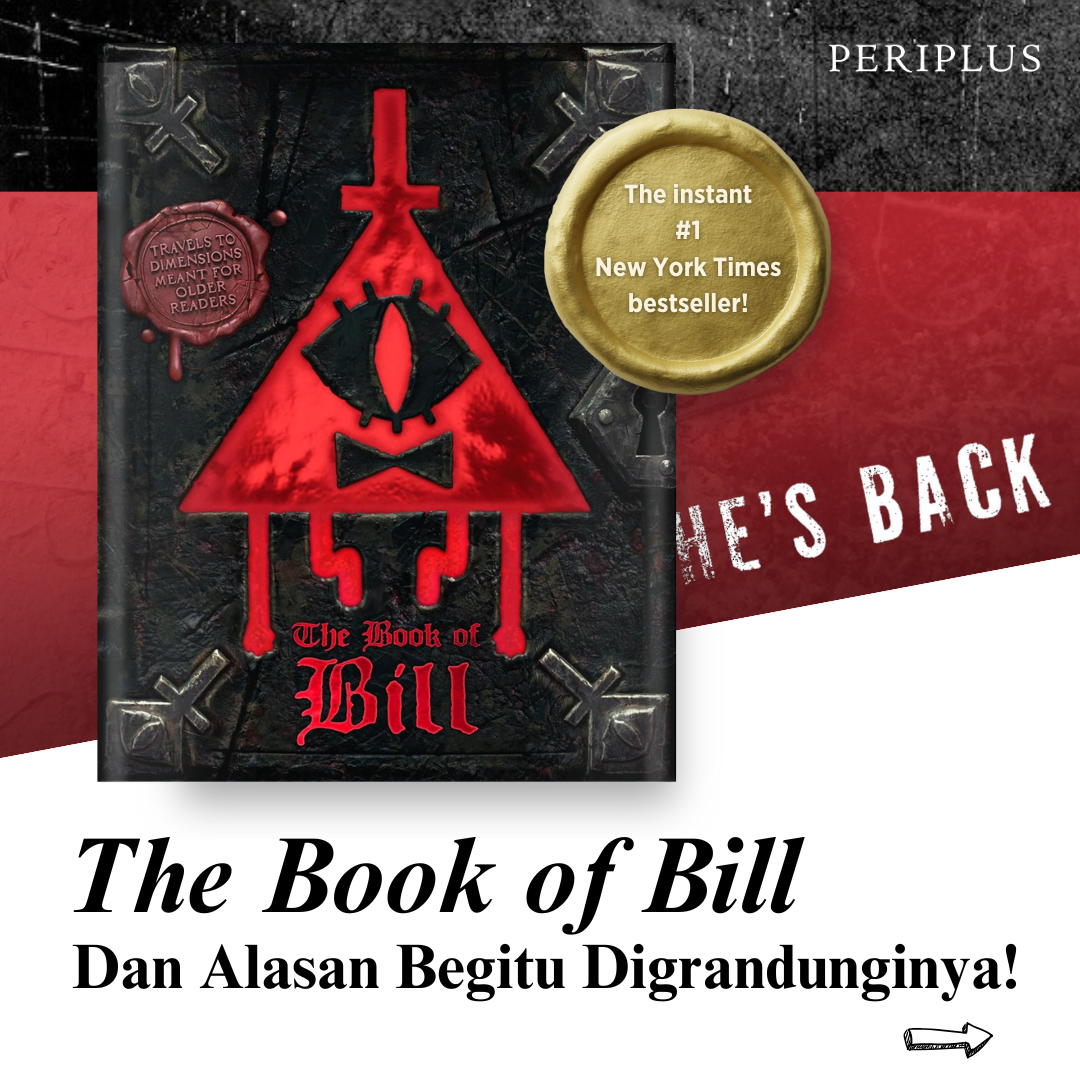 PERIPLUS
The instant
#1
New York Times
bestseller!
TRAVELS TO
DIMENSIONS
MEANT FOR
OLDER
READERS
HE'S BACK
The Book of
Bill
The Book of Bill
Dan Alasan Begitu Digrandunginya!